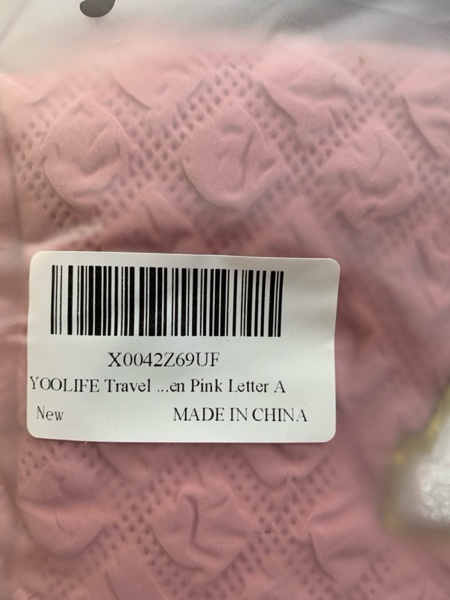 X0042Z69UF
YOOLIFE Travel ...en Pink Letter A
New MADE IN CHINA